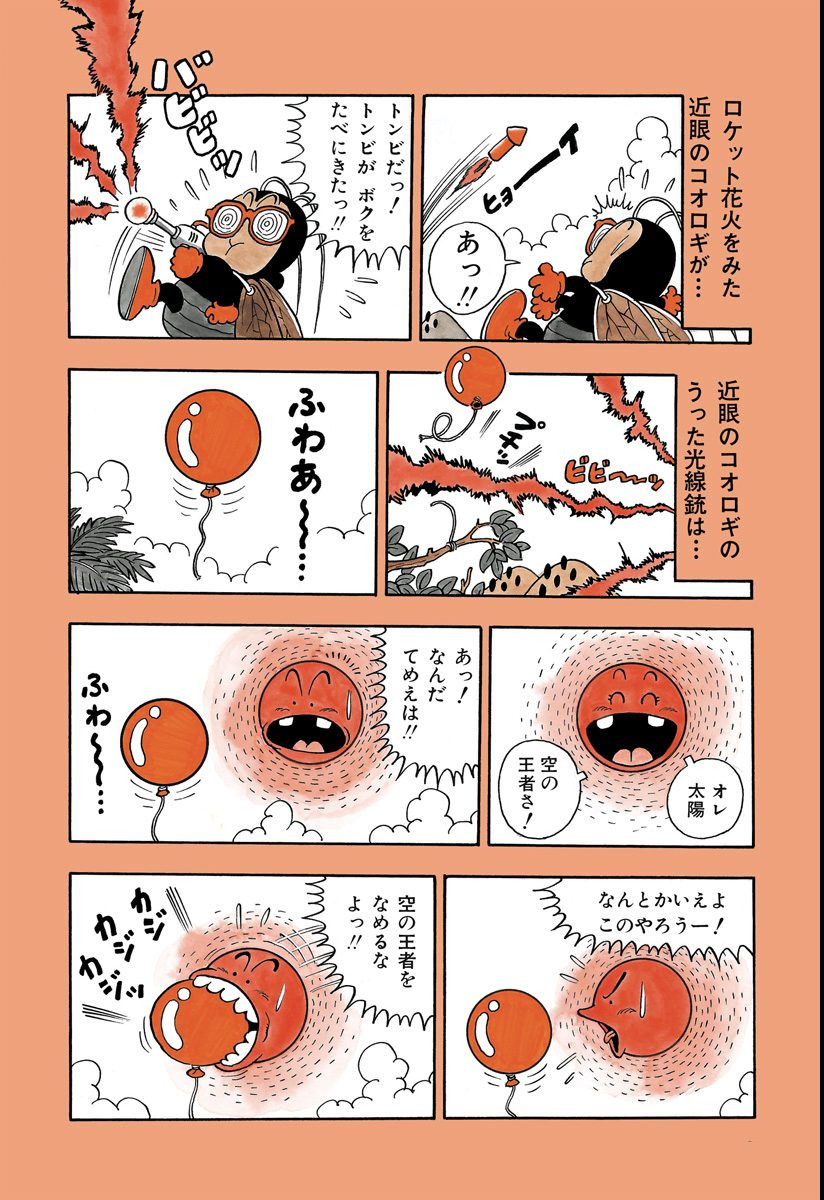 ロケット花火をみた
近眼のコオロギが…
ヒョーーイ
あっ!!
バビビビッ
トンビだっ!
トンビが ボクを
たべにきたっ!!
近眼のコオロギの
うった光線銃は…
プチッ
ビビ〜〜ッ
ふわあ〜〜…
オレ
太陽
空の
王者さ!
あっ!
なんだ
てめえは!!
ふわ〜〜…
なんとかいえよ
このやろうー!
空の王者を
なめるな
よっ!!
ガジ
ガジ
ガジッ